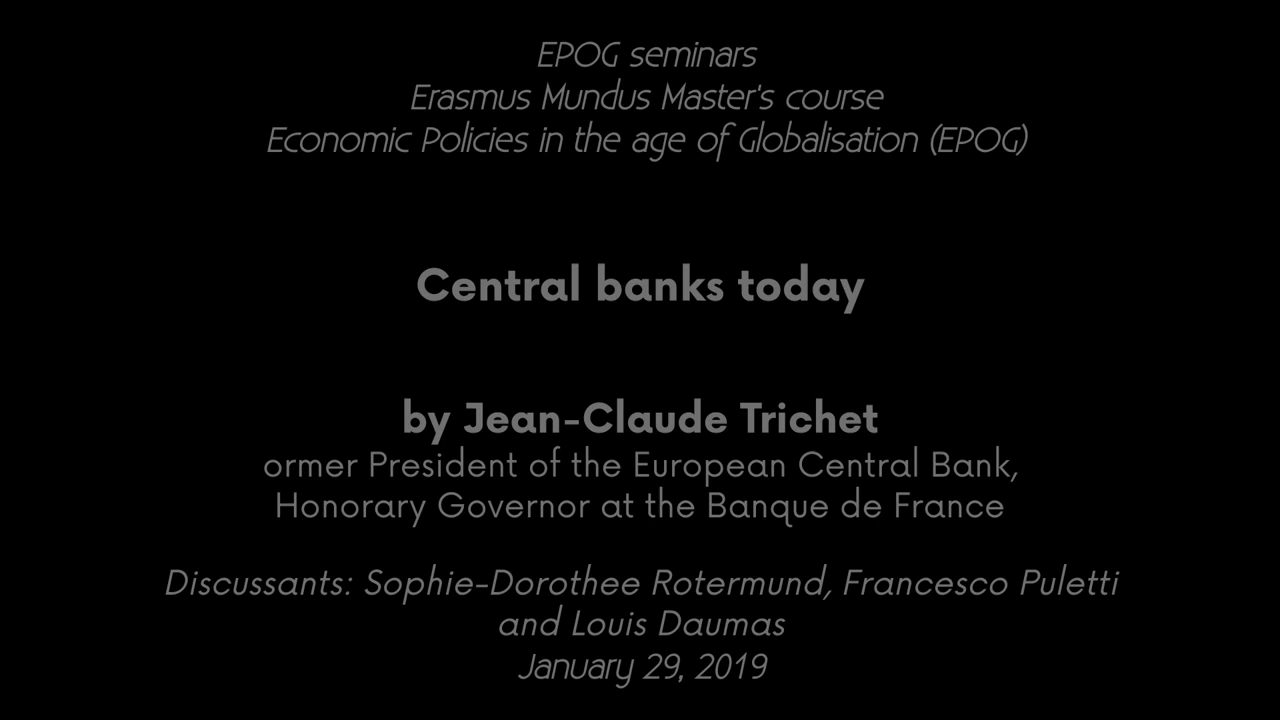 EPOG seminars
Erasmus Mundus Master's course
Economic Policies in the age of Globalisation (EPOG)
Central banks today
by Jean-Claude Trichet
ormer President of the European Central Bank,
Honorary Governor at the Banque de France
Discussants: Sophie-Dorothee Rotermund, Francesco Puletti
and Louis Daumas
January 29, 2019